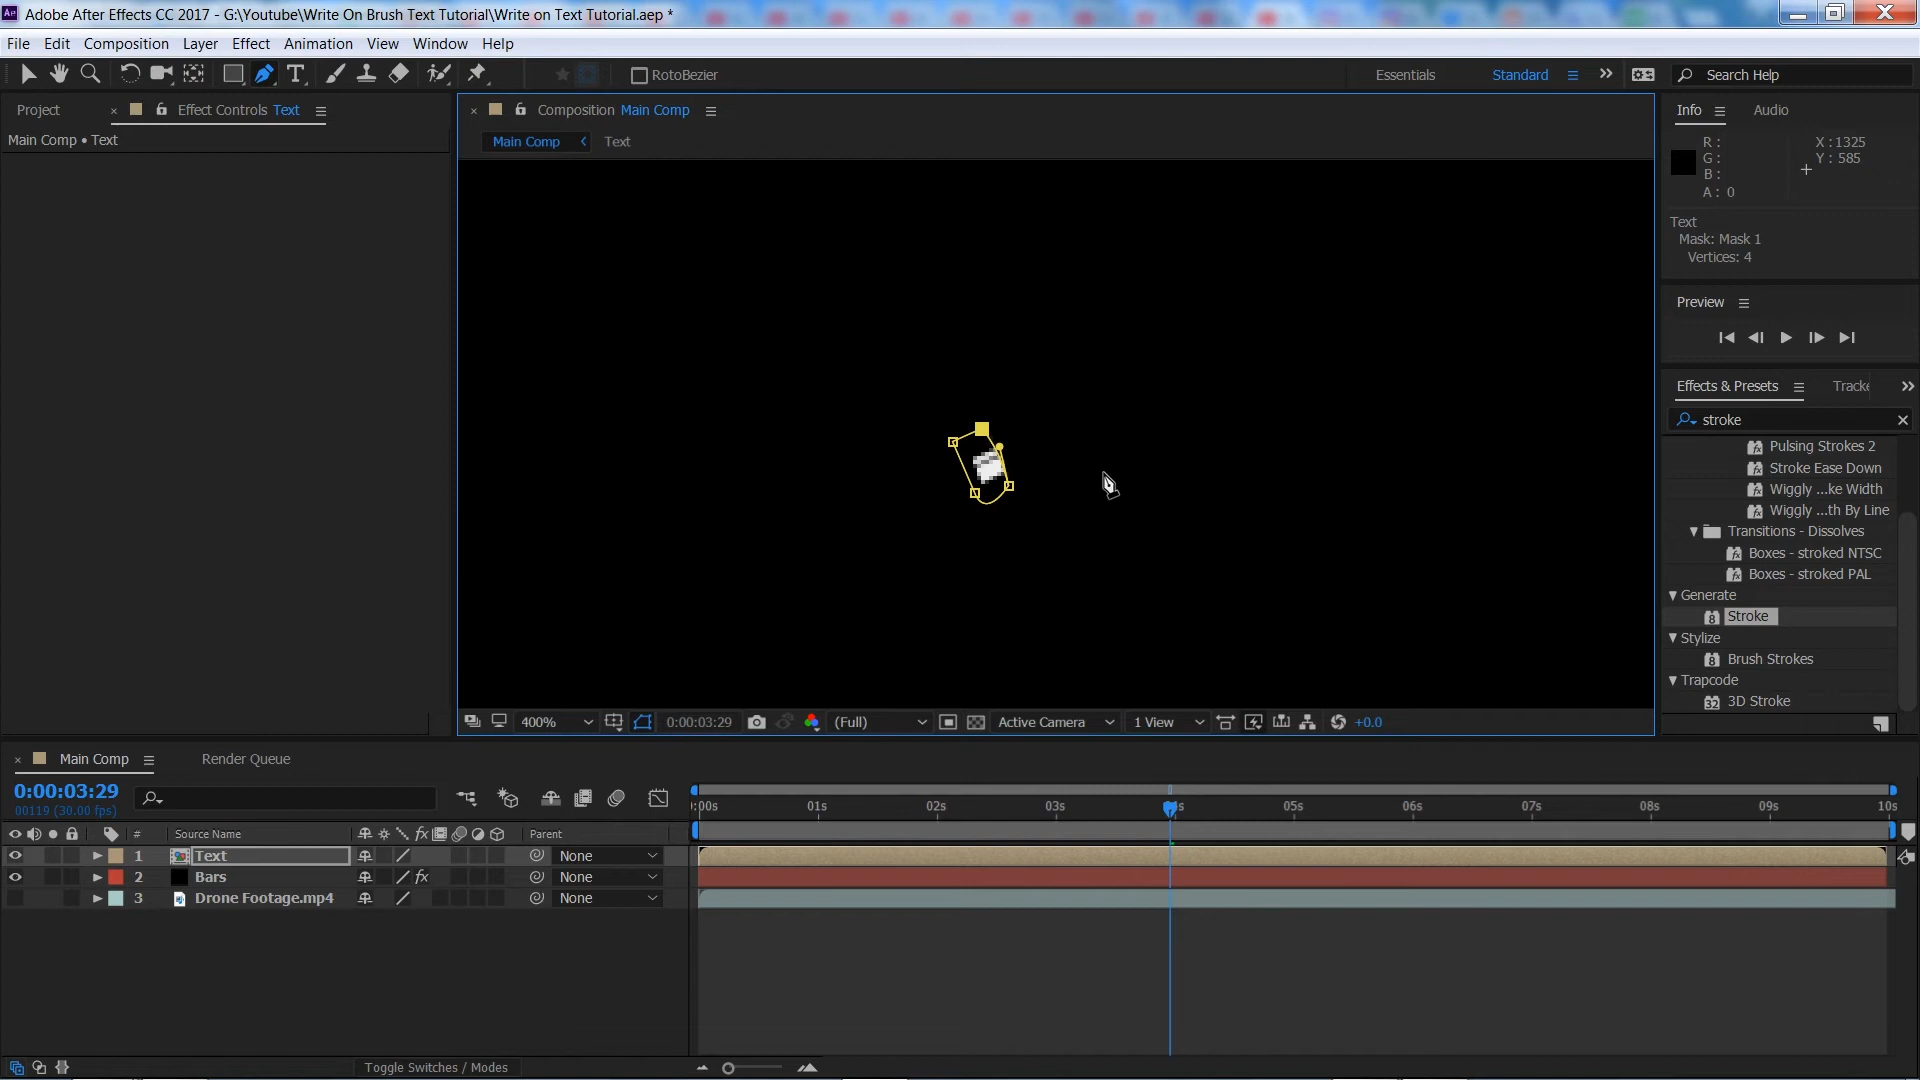 Adobe After Effects CC 2017 - G:\Youtube\Write On Brush Text Tutorial\Write on Text Tutorial.aep *
File Edit Composition Layer Effect Animation View Window Help
RotoBezier
Essentials Standard Search Help
Project Effect Controls Text
Composition Main Comp
Info Audio
Main Comp • Text
Main Comp Text
R :
G :
B :
A : 0
X : 1325
Y : 585
Text
Mask: Mask 1
Vertices: 4
Preview
Effects & Presets Tracke
stroke
Pulsing Strokes 2
Stroke Ease Down
Wiggly ...ke Width
Wiggly ...th By Line
Transitions - Dissolves
Boxes - stroked NTSC
Boxes - stroked PAL
Generate
8 Stroke
Stylize
8 Brush Strokes
Trapcode
32 3D Stroke
400% 0:00:03:29 (Full) Active Camera 1 View +0.0
Main Comp Render Queue
0:00:03:29
00119 (30.00 fps)
:00s 01s 02s 03s s 05s 06s 07s 08s 09s 10s
# Source Name fx Parent
1 Text None
2 Bars fx None
3 Drone Footage.mp4 None
Toggle Switches / Modes